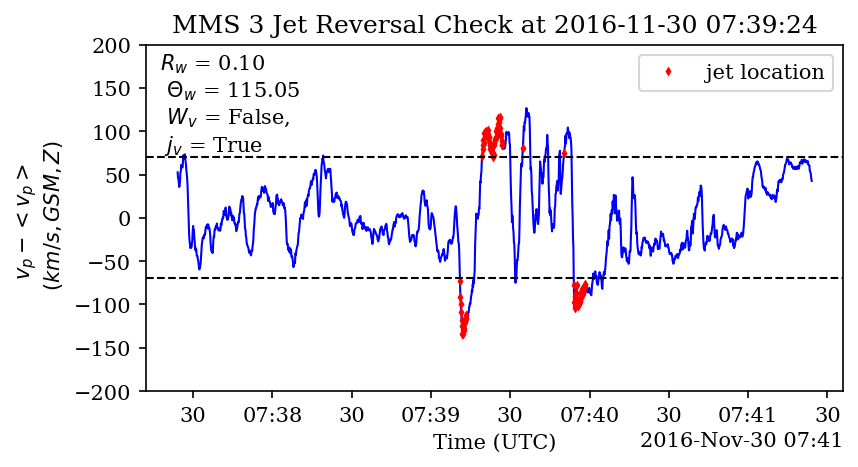 MMS 3 Jet Reversal Check at 2016-11-30 07:39:24
200
150
100
50
0
−50
−100
−150
−200
v_p − < v_p >
(km/s, GSM, Z)
R_w = 0.10
Θ_w = 115.05
W_v = False,
j_v = True
jet location
30 07:38 30 07:39 30 07:40 30 07:41 30
Time (UTC)
2016-Nov-30 07:41